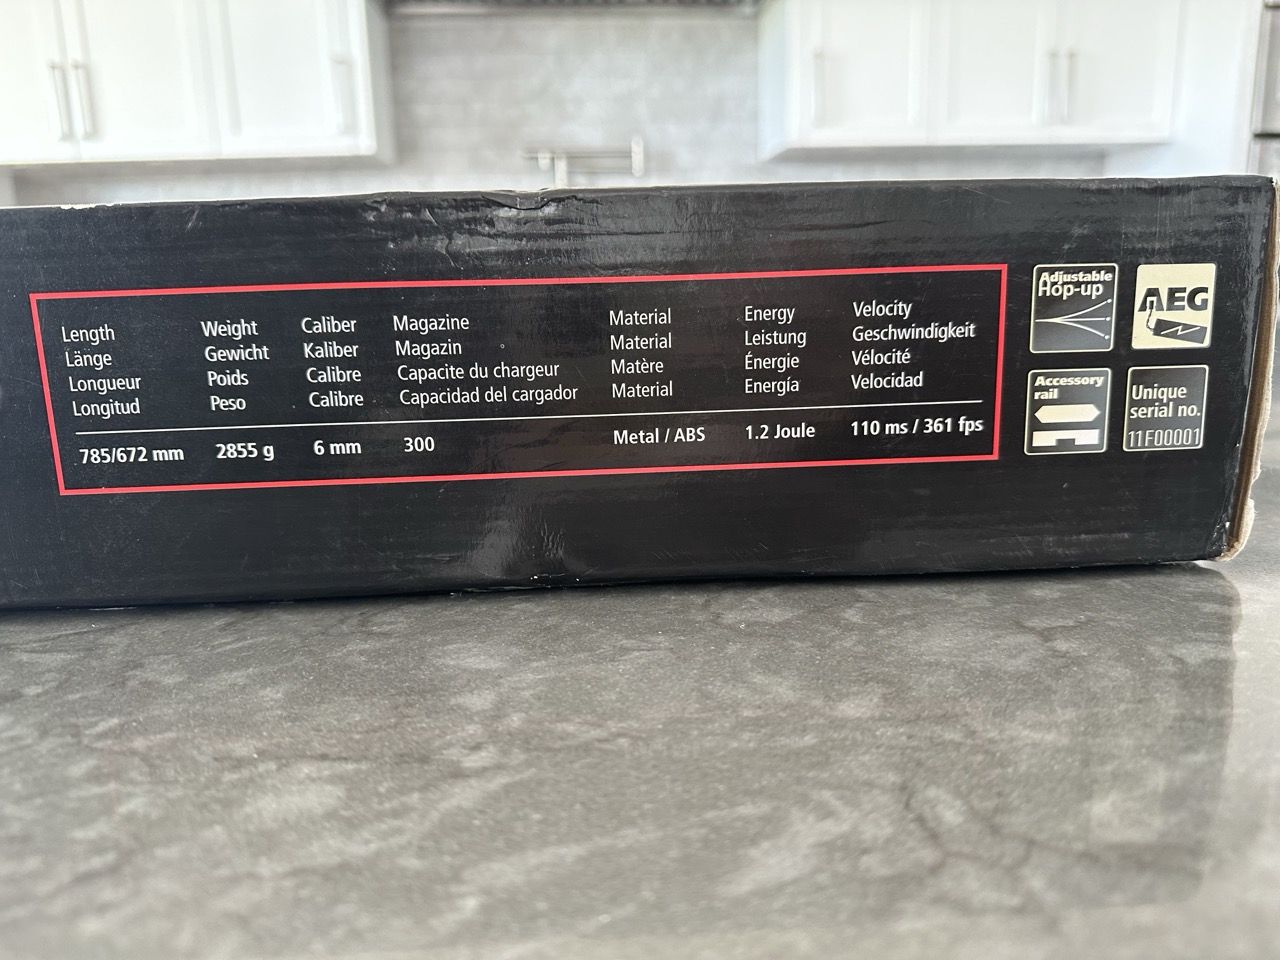 Length Weight Caliber Magazine Material Energy Velocity
Länge Gewicht Kaliber Magazin Material Leistung Geschwindigkeit
Longueur Poids Calibre Capacite du chargeur Matère Énergie Vélocité
Longitud Peso Calibre Capacidad del cargador Material Energía Velocidad
785/672 mm 2855 g 6 mm 300 Metal / ABS 1.2 Joule 110 ms / 361 fps
Adjustable
Hop-up
AEG
Accessory
rail
Unique
serial no.
11F00001